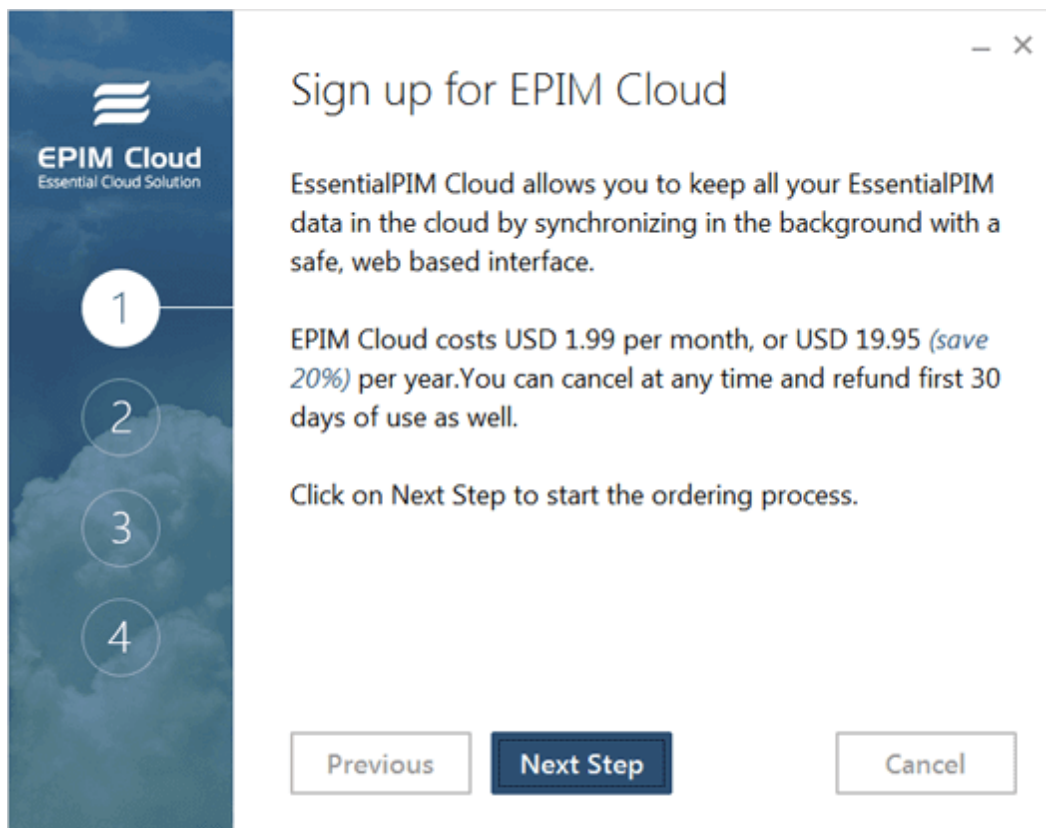 EPIM Cloud
Essential Cloud Solution
1
2
3
4
Sign up for EPIM Cloud
EssentialPIM Cloud allows you to keep all your EssentialPIM
data in the cloud by synchronizing in the background with a
safe, web based interface.
EPIM Cloud costs USD 1.99 per month, or USD 19.95 (save
20%) per year.You can cancel at any time and refund first 30
days of use as well.
Click on Next Step to start the ordering process.
Previous
Next Step
Cancel